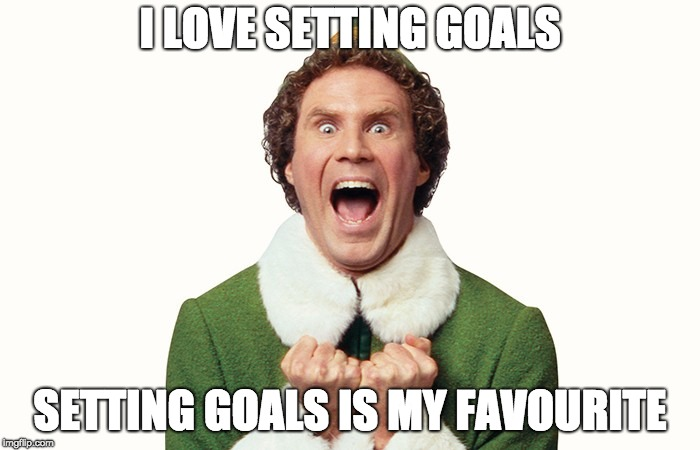 I LOVE SETTING GOALS
SETTING GOALS IS MY FAVOURITE
imgflip.com